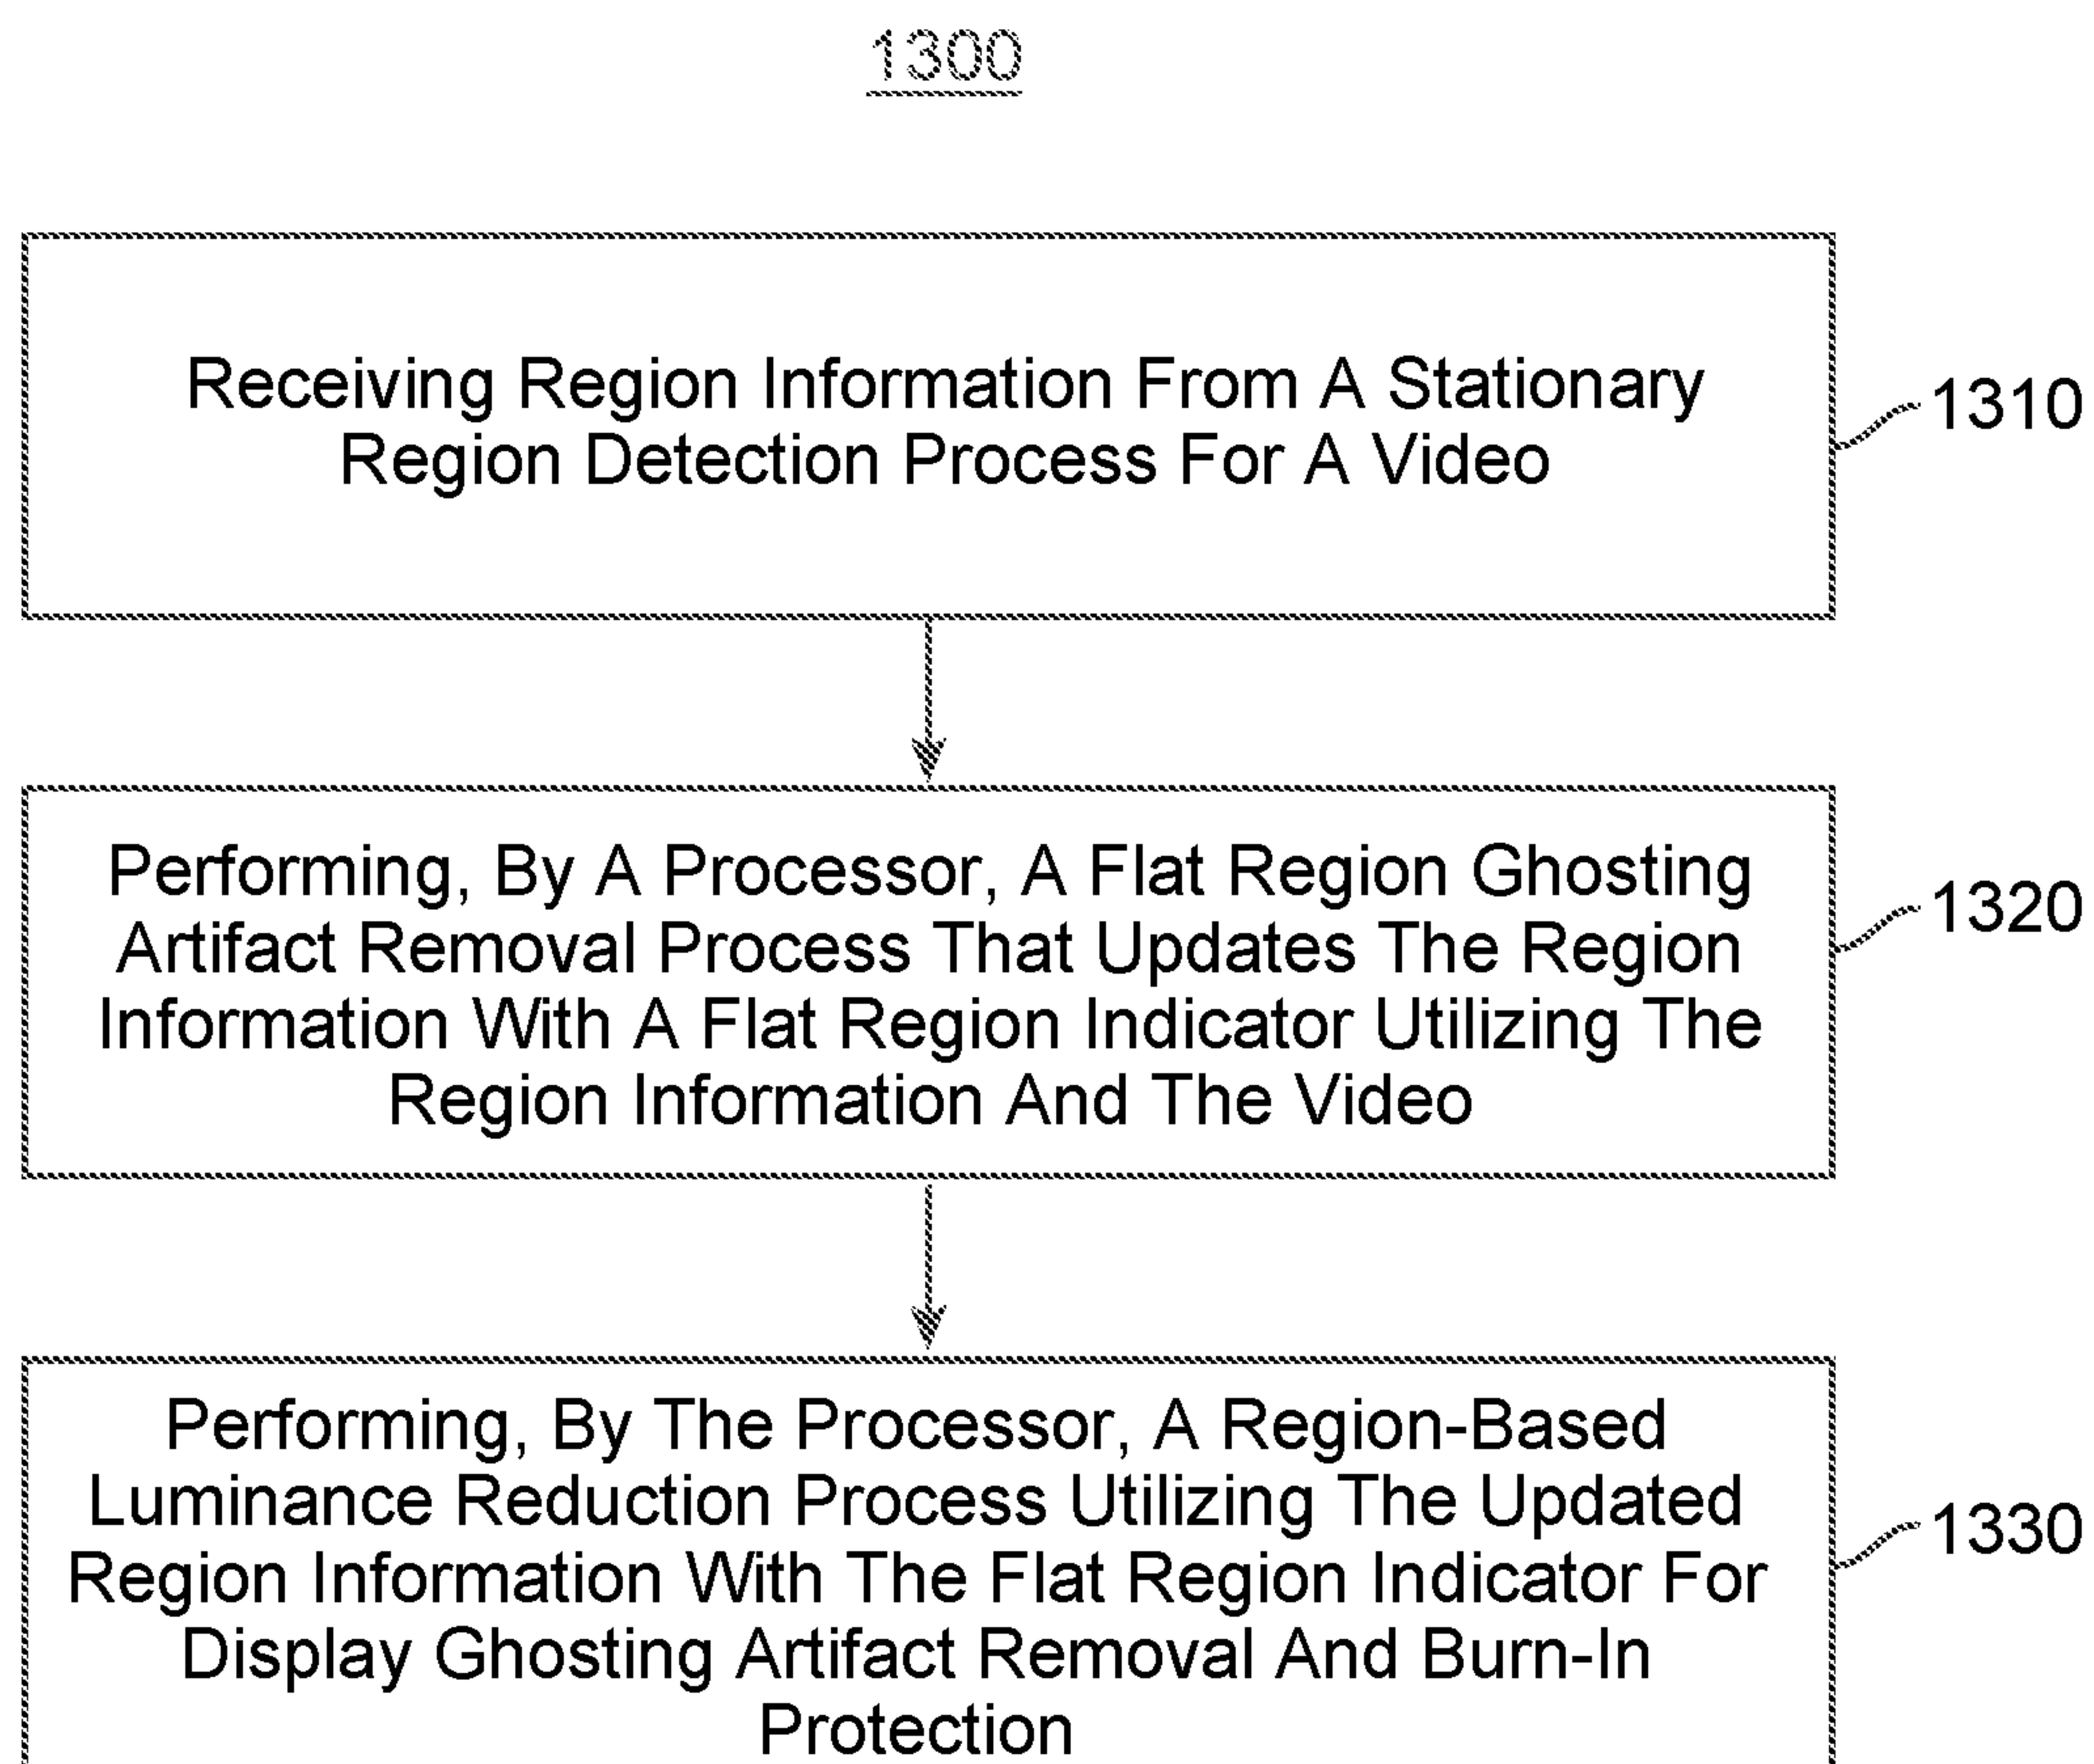 1300
Receiving Region Information From A Stationary
Region Detection Process For A Video
1310
Performing, By A Processor, A Flat Region Ghosting
Artifact Removal Process That Updates The Region
Information With A Flat Region Indicator Utilizing The
Region Information And The Video
1320
Performing, By The Processor, A Region-Based
Luminance Reduction Process Utilizing The Updated
Region Information With The Flat Region Indicator For
Display Ghosting Artifact Removal And Burn-In
Protection
1330